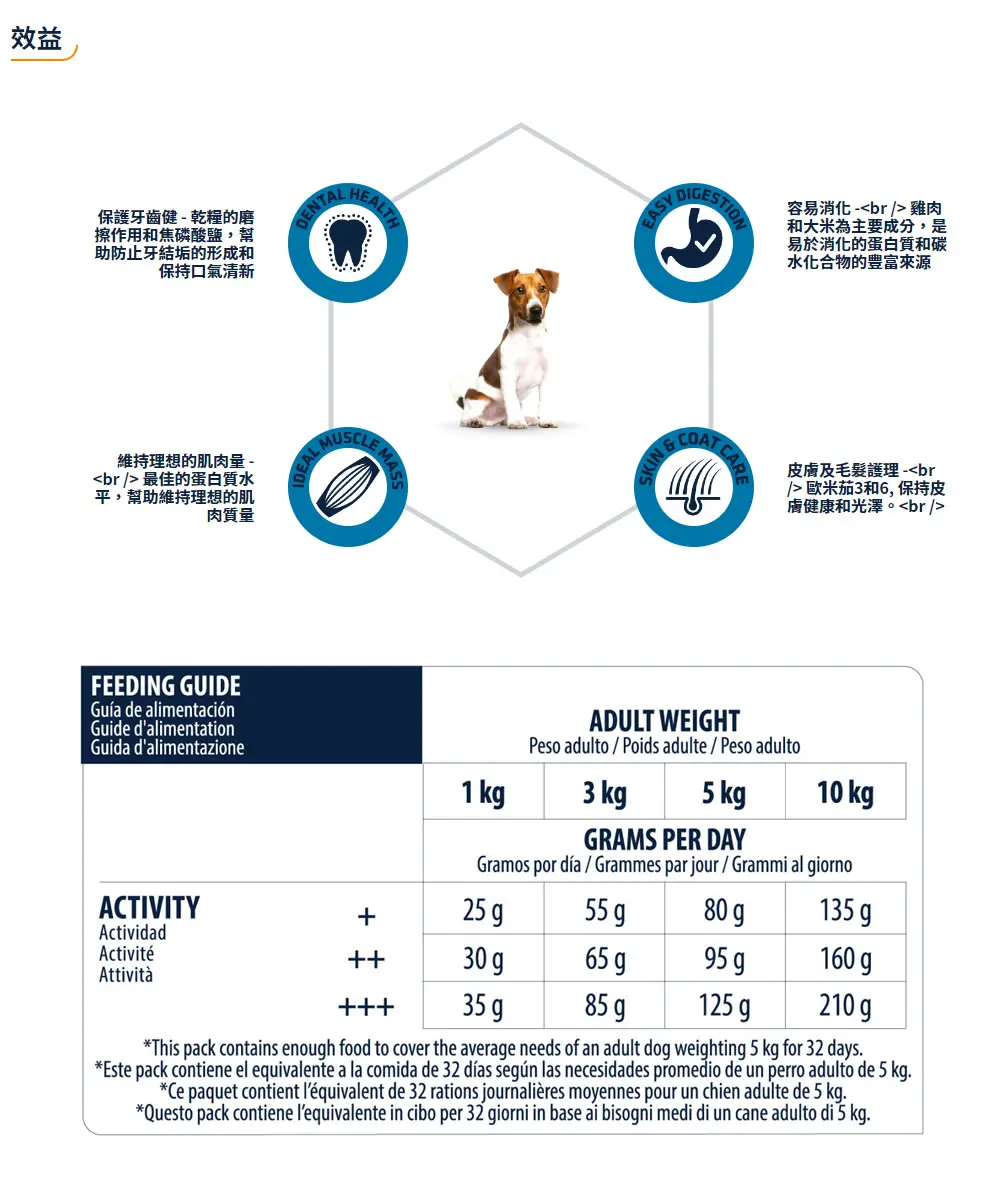 效益
保護牙齒健 - 乾糧的磨
擦作用和焦磷酸鹽，幫
助防止牙結垢的形成和
保持口氣清新
DENTAL HEALTH
EASY DIGESTION
容易消化 -<br /> 雞肉
和大米為主要成分，是
易於消化的蛋白質和碳
水化合物的豐富來源
維持理想的肌肉量 -
<br /> 最佳的蛋白質水
平，幫助維持理想的肌
肉質量
IDEAL MUSCLE MASS
SKIN & COAT CARE
皮膚及毛髮護理 -<br
/> 歐米茄3和6, 保持皮
膚健康和光澤。<br />
FEEDING GUIDE
Guía de alimentación
Guide d'alimentation
Guida d'alimentazione
ADULT WEIGHT
Peso adulto / Poids adulte / Peso adulto
1 kg 3 kg 5 kg 10 kg
GRAMS PER DAY
Gramos por día / Grammes par jour / Grammi al giorno
ACTIVITY
Actividad
Activité
Attività
+ 25 g 55 g 80 g 135 g
++ 30 g 65 g 95 g 160 g
+++ 35 g 85 g 125 g 210 g
*This pack contains enough food to cover the average needs of an adult dog weighting 5 kg for 32 days.
*Este pack contiene el equivalente a la comida de 32 días según las necesidades promedio de un perro adulto de 5 kg.
*Ce paquet contient l'équivalent de 32 rations journalières moyennes pour un chien adulte de 5 kg.
*Questo pack contiene l'equivalente in cibo per 32 giorni in base ai bisogni medi di un cane adulto di 5 kg.